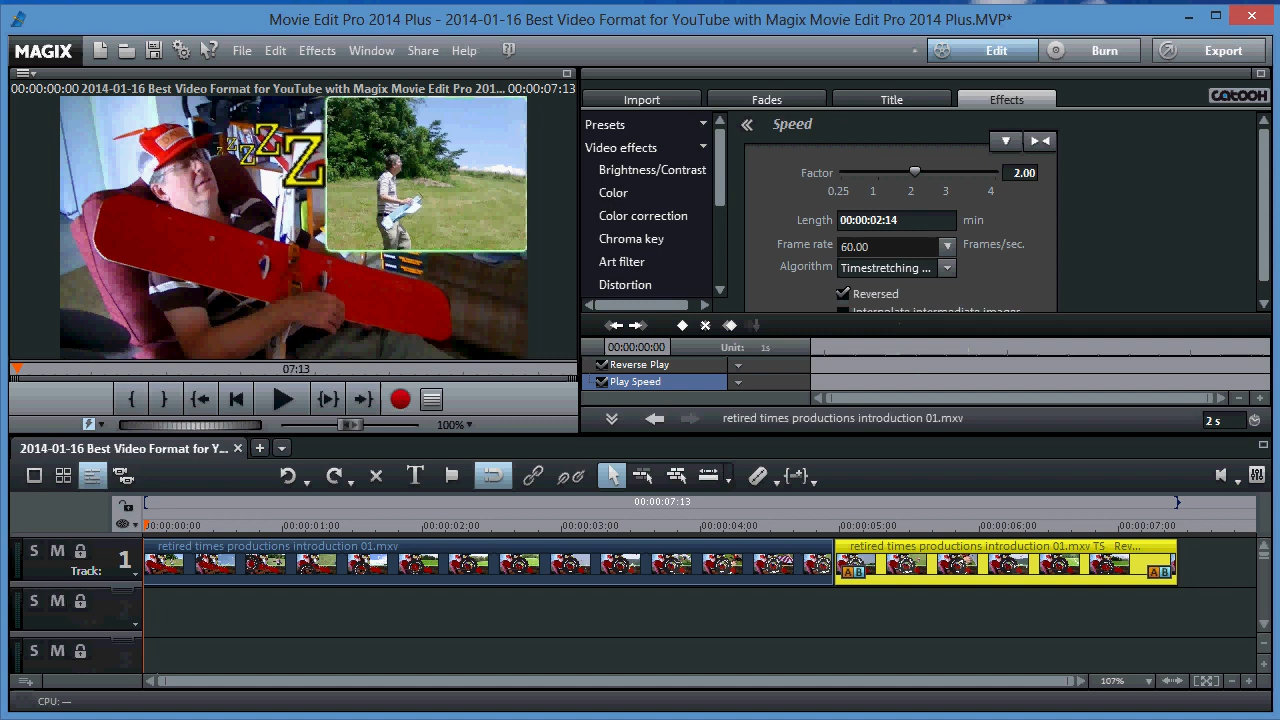 Movie Edit Pro 2014 Plus - 2014-01-16 Best Video Format for YouTube with Magix Movie Edit Pro 2014 Plus.MVP*
MAGIX File Edit Effects Window Share Help Edit Burn Export
00:00:00:00 2014-01-16 Best Video Format for YouTube with Magix Movie Edit Pro 201... 00:00:07:13
Z Z Z Z Z
Import Fades Title Effects catooh
Presets
Video effects
Brightness/Contrast
Color
Color correction
Chroma key
Art filter
Distortion
Speed
Factor 2.00
0.25 1 2 3 4
Length 00:00:02:14 min
Frame rate 60.00 Frames/sec.
Algorithm Timestretching ...
Reversed
Interpolate intermediate images
00:00:00:00 Unit: 1s
Reverse Play
Play Speed
07:13
100%
retired times productions introduction 01.mxv 2 s
2014-01-16 Best Video Format for Y...
00:00:07:13
00:00:00:00 00:00:01:00 00:00:02:00 00:00:03:00 00:00:04:00 00:00:05:00 00:00:06:00 00:00:07:00
S M 1
Track:
retired times productions introduction 01.mxv
retired times productions introduction 01.mxv TS Rev...
A B A B
S M
S M
107%
CPU: —